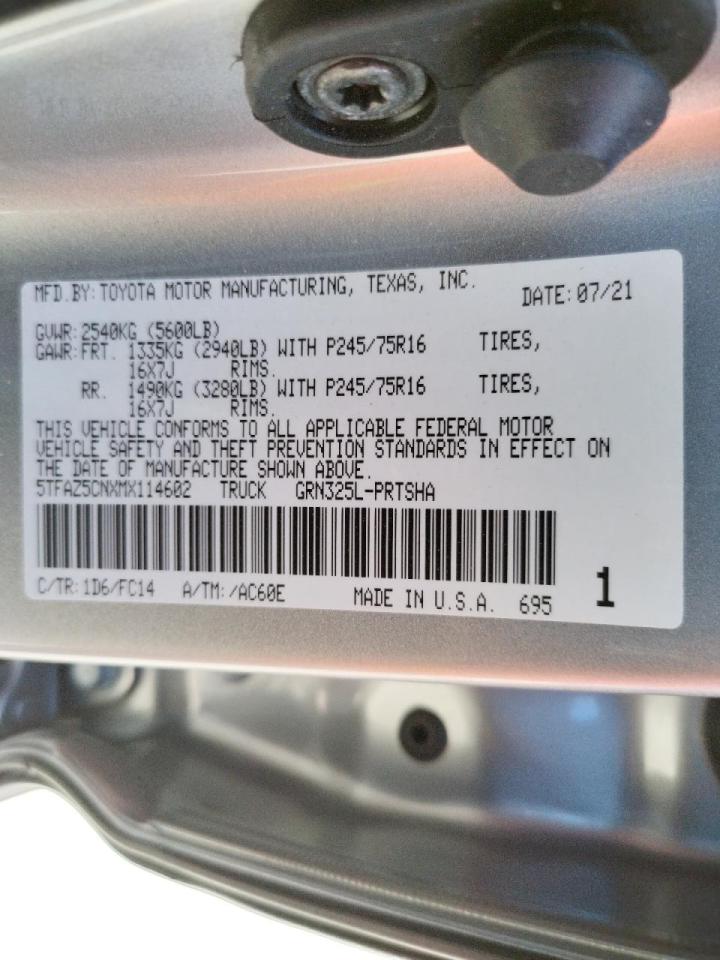 MFD.BY:TOYOTA MOTOR MANUFACTURING, TEXAS, INC. DATE:07/21
GVWR:2540KG (5600LB)
GAWR:FRT. 1335KG (2940LB) WITH P245/75R16 TIRES,
16X7J RIMS.
RR. 1490KG (3280LB) WITH P245/75R16 TIRES,
16X7J RIMS.
THIS VEHICLE CONFORMS TO ALL APPLICABLE FEDERAL MOTOR
VEHICLE SAFETY AND THEFT PREVENTION STANDARDS IN EFFECT ON
THE DATE OF MANUFACTURE SHOWN ABOVE.
5TFAZ5CNXMX114602 TRUCK GRN325L-PRTSHA
C/TR:1D6/FC14 A/TM:/AC60E MADE IN U.S.A. 695 1